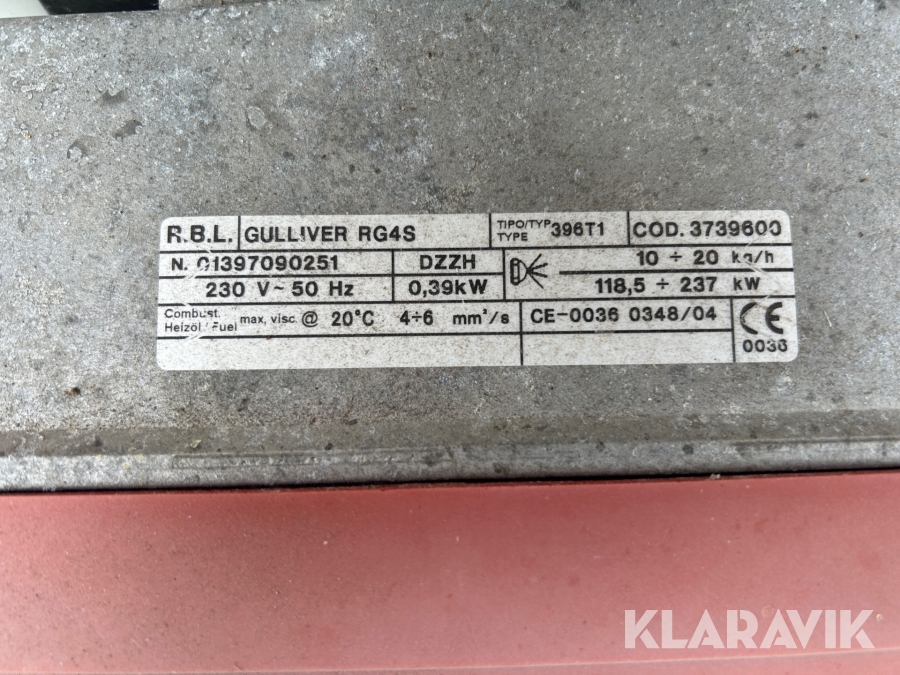 R.B.L. GULLIVER RG4S TIPO/TYP TYPE 396T1 COD. 3739600
N. 01397090251 DZZH 10 ÷ 20 kg/h
230 V ~ 50 Hz 0,39kW 118,5 ÷ 237 kW
Combust. Heizöl / Fuel max. visc. @ 20°C 4÷6 mm²/s CE-0036 0348/04 CE
0036
KLARAVIK